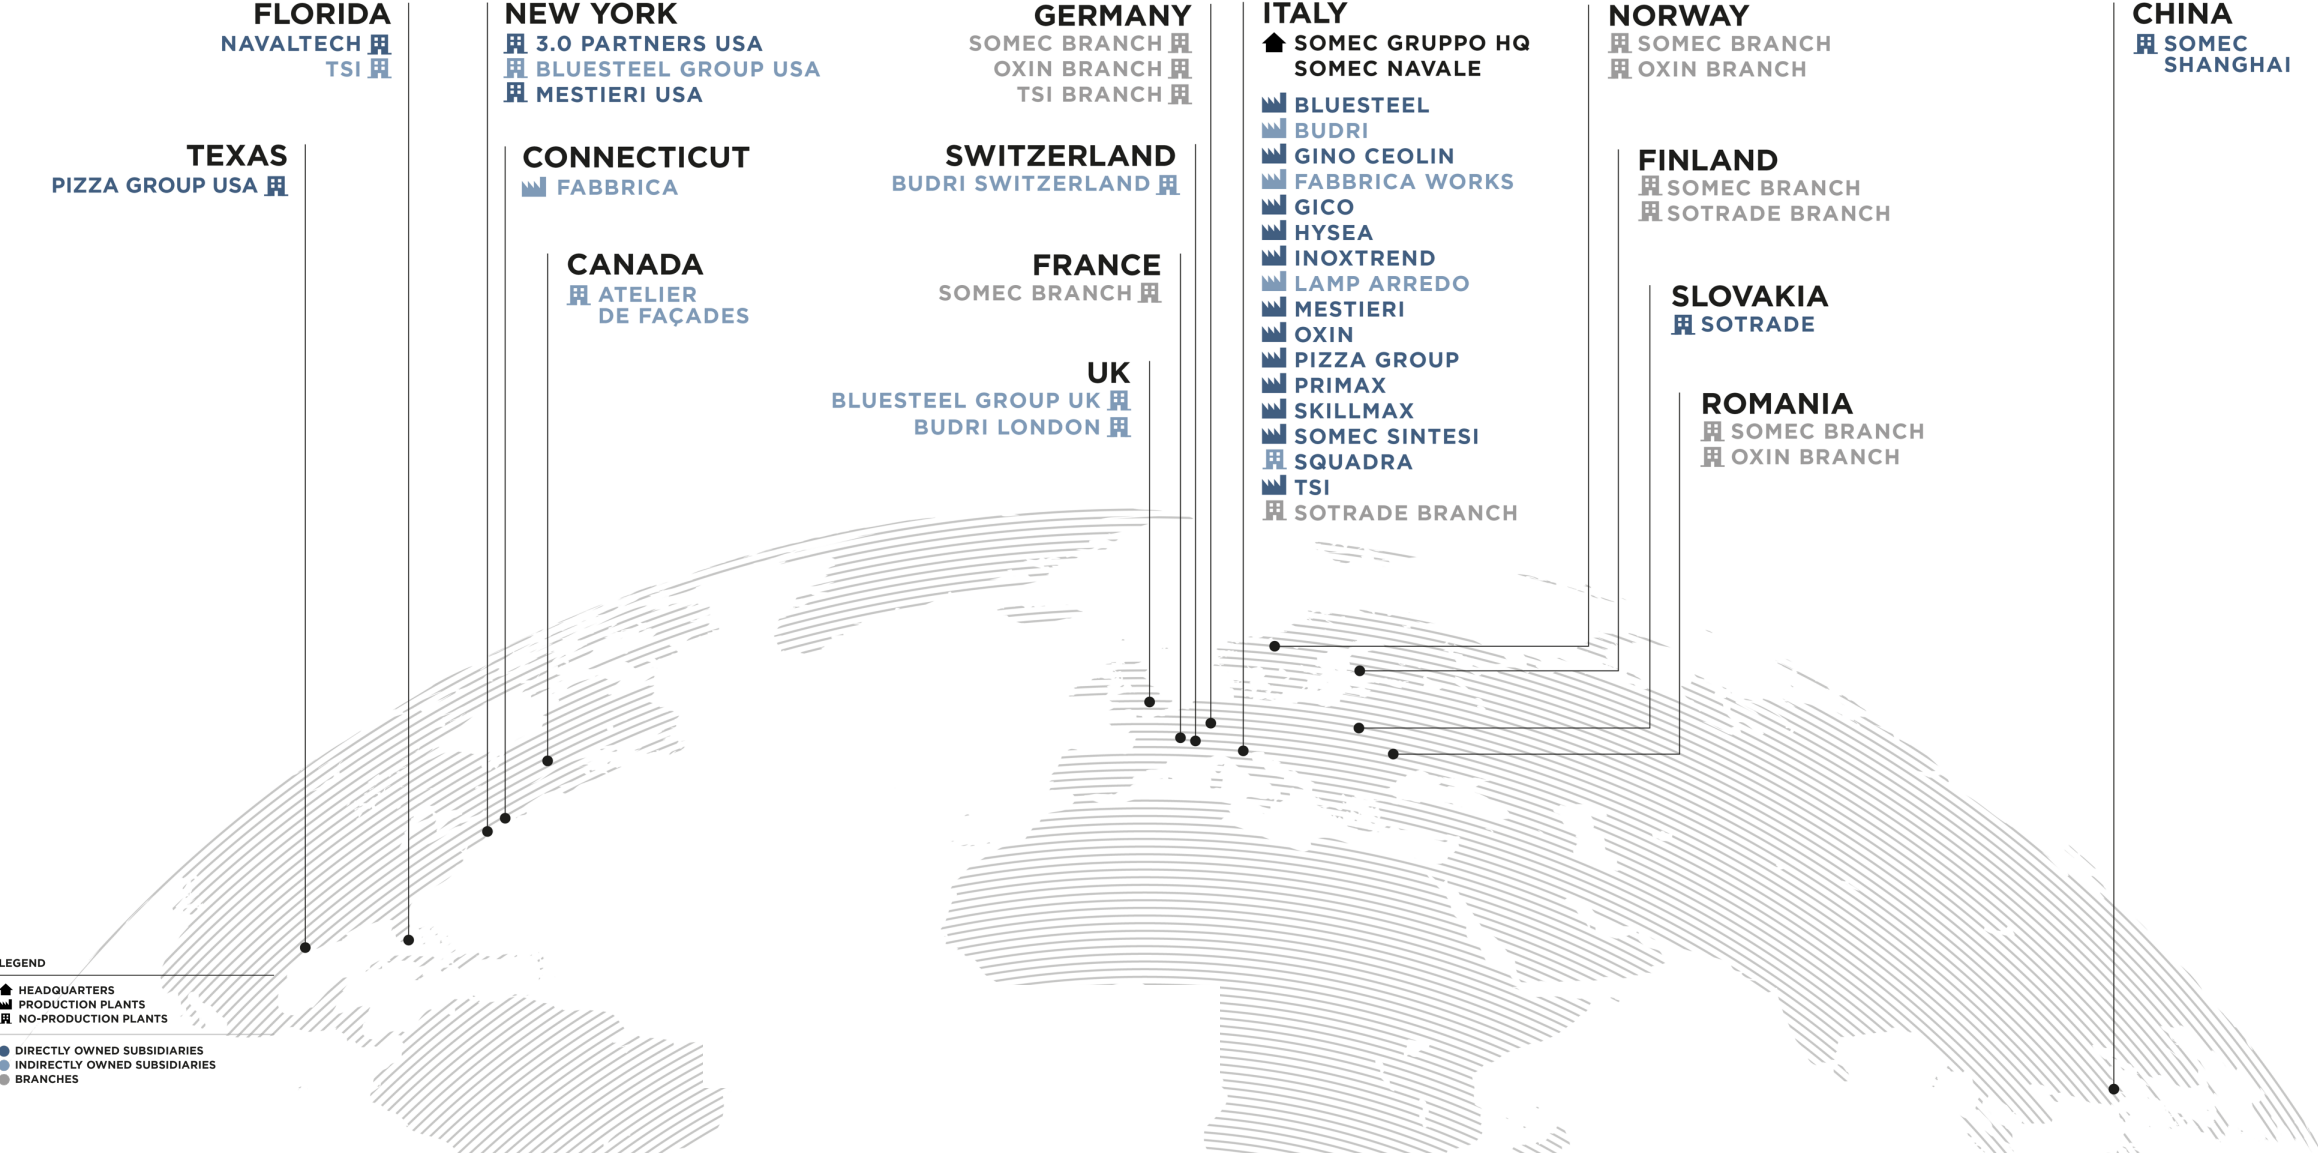 FLORIDA
NAVALTECH
TSI
NEW YORK
3.0 PARTNERS USA
BLUESTEEL GROUP USA
MESTIERI USA
GERMANY
SOMEC BRANCH
OXIN BRANCH
TSI BRANCH
ITALY
SOMEC GRUPPO HQ
SOMEC NAVALE
BLUESTEEL
BUDRI
GINO CEOLIN
FABBRICA WORKS
GICO
HYSEA
INOXTREND
LAMP ARREDO
MESTIERI
OXIN
PIZZA GROUP
PRIMAX
SKILLMAX
SOMEC SINTESI
SQUADRA
TSI
SOTRADE BRANCH
NORWAY
SOMEC BRANCH
OXIN BRANCH
CHINA
SOMEC
SHANGHAI
TEXAS
PIZZA GROUP USA
CONNECTICUT
FABBRICA
SWITZERLAND
BUDRI SWITZERLAND
FINLAND
SOMEC BRANCH
SOTRADE BRANCH
CANADA
ATELIER
DE FAÇADES
FRANCE
SOMEC BRANCH
SLOVAKIA
SOTRADE
UK
BLUESTEEL GROUP UK
BUDRI LONDON
ROMANIA
SOMEC BRANCH
OXIN BRANCH
LEGEND
HEADQUARTERS
PRODUCTION PLANTS
NO-PRODUCTION PLANTS
DIRECTLY OWNED SUBSIDIARIES
INDIRECTLY OWNED SUBSIDIARIES
BRANCHES